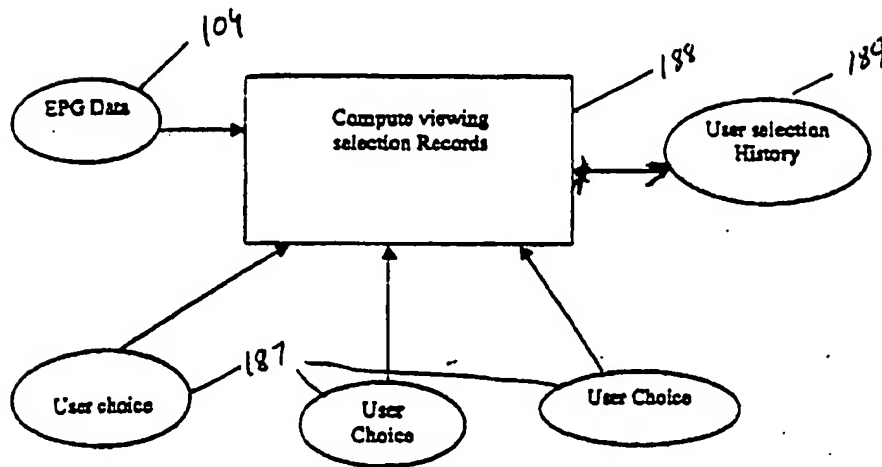 104
188
189
EPG Data
Compute viewing
selection Records
User selection
History
187
User choice
User
Choice
User Choice